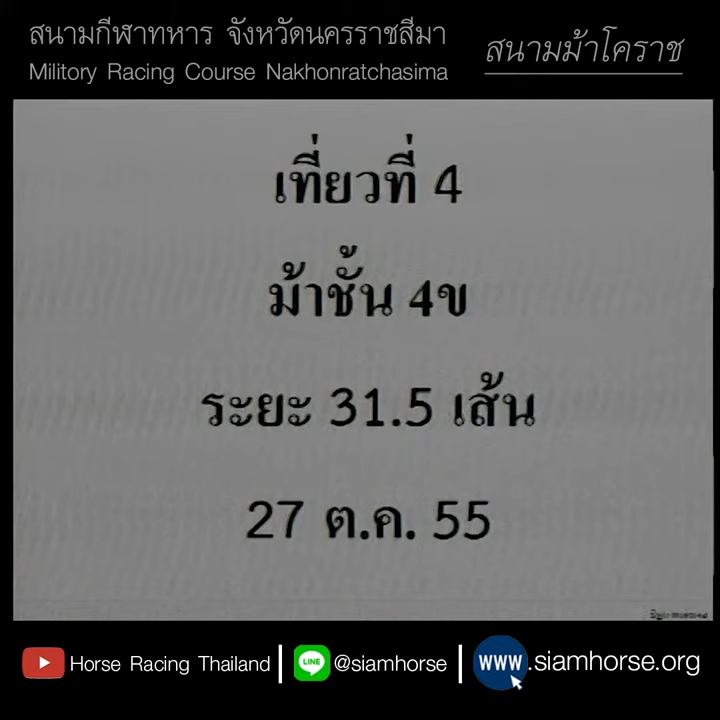 สนามกีฬาทหาร จังหวัดนครราชสีมา
สนามม้าโคราช
Militory Racing Course Nakhonratchasima
เที่ยวที่ 4
ม้าชั้น 4ข
ระยะ 31.5 เส้น
27 ต.ค. 55
Horse Racing Thailand | LINE @siamhorse | www.siamhorse.org